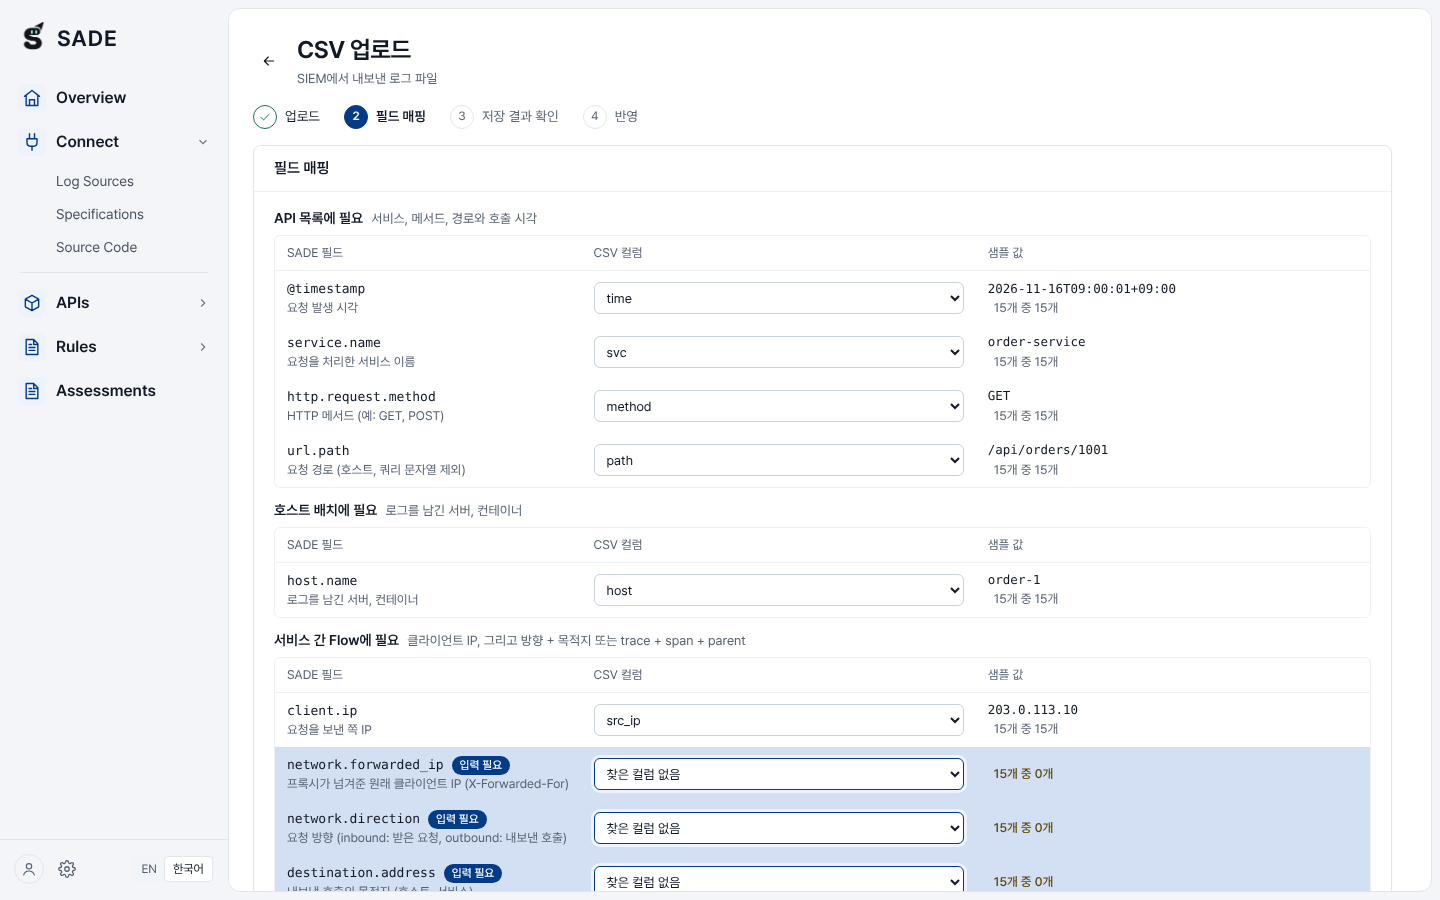 SADE
Overview
Connect
Log Sources
Specifications
Source Code
APIs
Rules
Assessments
EN 한국어
CSV 업로드
SIEM에서 내보낸 로그 파일
업로드 2 필드 매핑 3 저장 결과 확인 4 반영
필드 매핑
API 목록에 필요 서비스, 메서드, 경로와 호출 시각
SADE 필드 CSV 컬럼 샘플 값
@timestamp time 2026-11-16T09:00:01+09:00
요청 발생 시각 15개 중 15개
service.name svc order-service
요청을 처리한 서비스 이름 15개 중 15개
http.request.method method GET
HTTP 메서드 (예: GET, POST) 15개 중 15개
url.path path /api/orders/1001
요청 경로 (호스트, 쿼리 문자열 제외) 15개 중 15개
호스트 배치에 필요 로그를 남긴 서버, 컨테이너
SADE 필드 CSV 컬럼 샘플 값
host.name host order-1
로그를 남긴 서버, 컨테이너 15개 중 15개
서비스 간 Flow에 필요 클라이언트 IP, 그리고 방향 + 목적지 또는 trace + span + parent
SADE 필드 CSV 컬럼 샘플 값
client.ip src_ip 203.0.113.10
요청을 보낸 쪽 IP 15개 중 15개
network.forwarded_ip 입력 필요 찾은 컬럼 없음 15개 중 0개
프록시가 넘겨준 원래 클라이언트 IP (X-Forwarded-For)
network.direction 입력 필요 찾은 컬럼 없음 15개 중 0개
요청 방향 (inbound: 받은 요청, outbound: 내보낸 호출)
destination.address 입력 필요 찾은 컬럼 없음 15개 중 0개
내보낸 호출의 목적지 (호스트, 서비스)